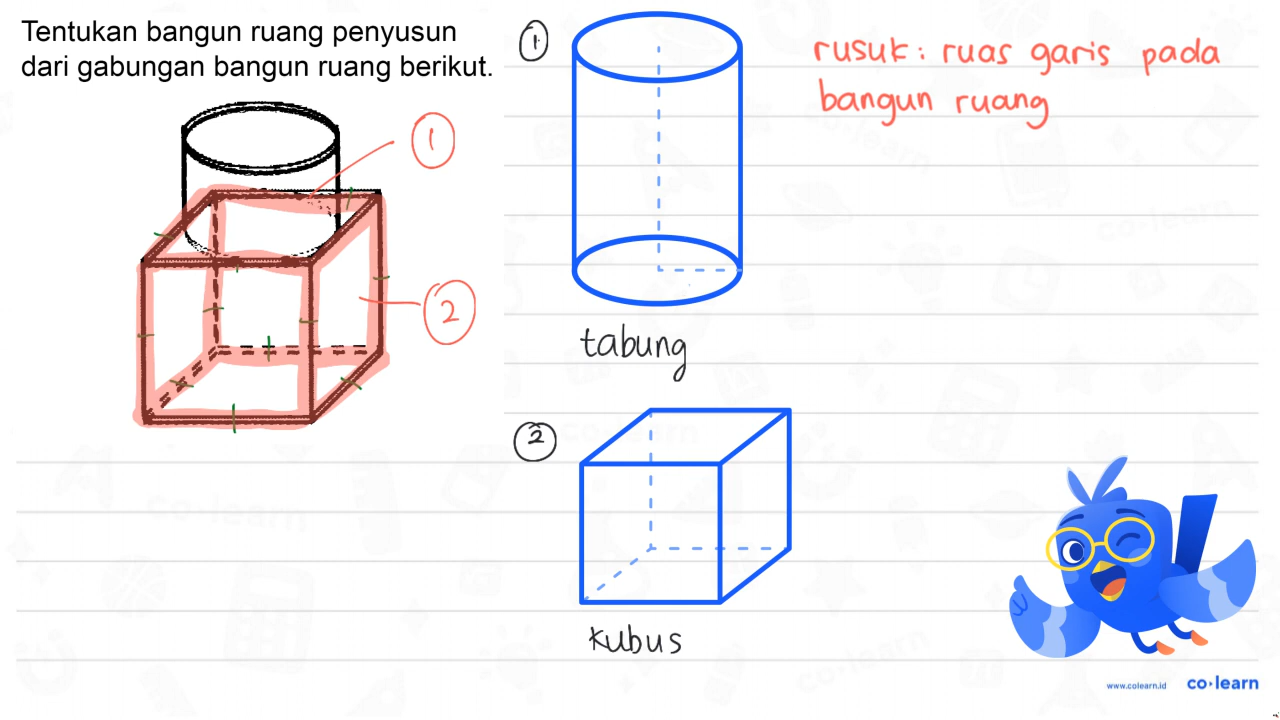 Tentukan bangun ruang penyusun
dari gabungan bangun ruang berikut.
1
2
1
rusuk : ruas garis pada
bangun ruang
tabung
2
kubus
www.colearn.id
co learn